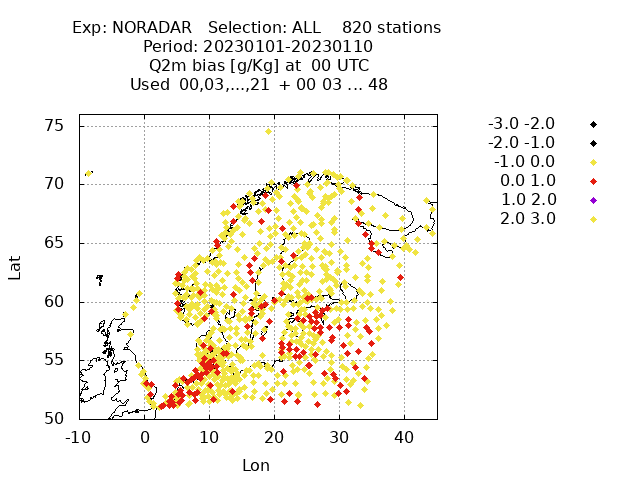 Exp: NORADAR Selection: ALL 820 stations
Period: 20230101-20230110
Q2m bias [g/Kg] at 00 UTC
Used 00,03,...,21 + 00 03 ... 48
-3.0 -2.0
-2.0 -1.0
-1.0 0.0
0.0 1.0
1.0 2.0
2.0 3.0
75
70
65
60
55
50
Lat
-10 0 10 20 30 40
Lon